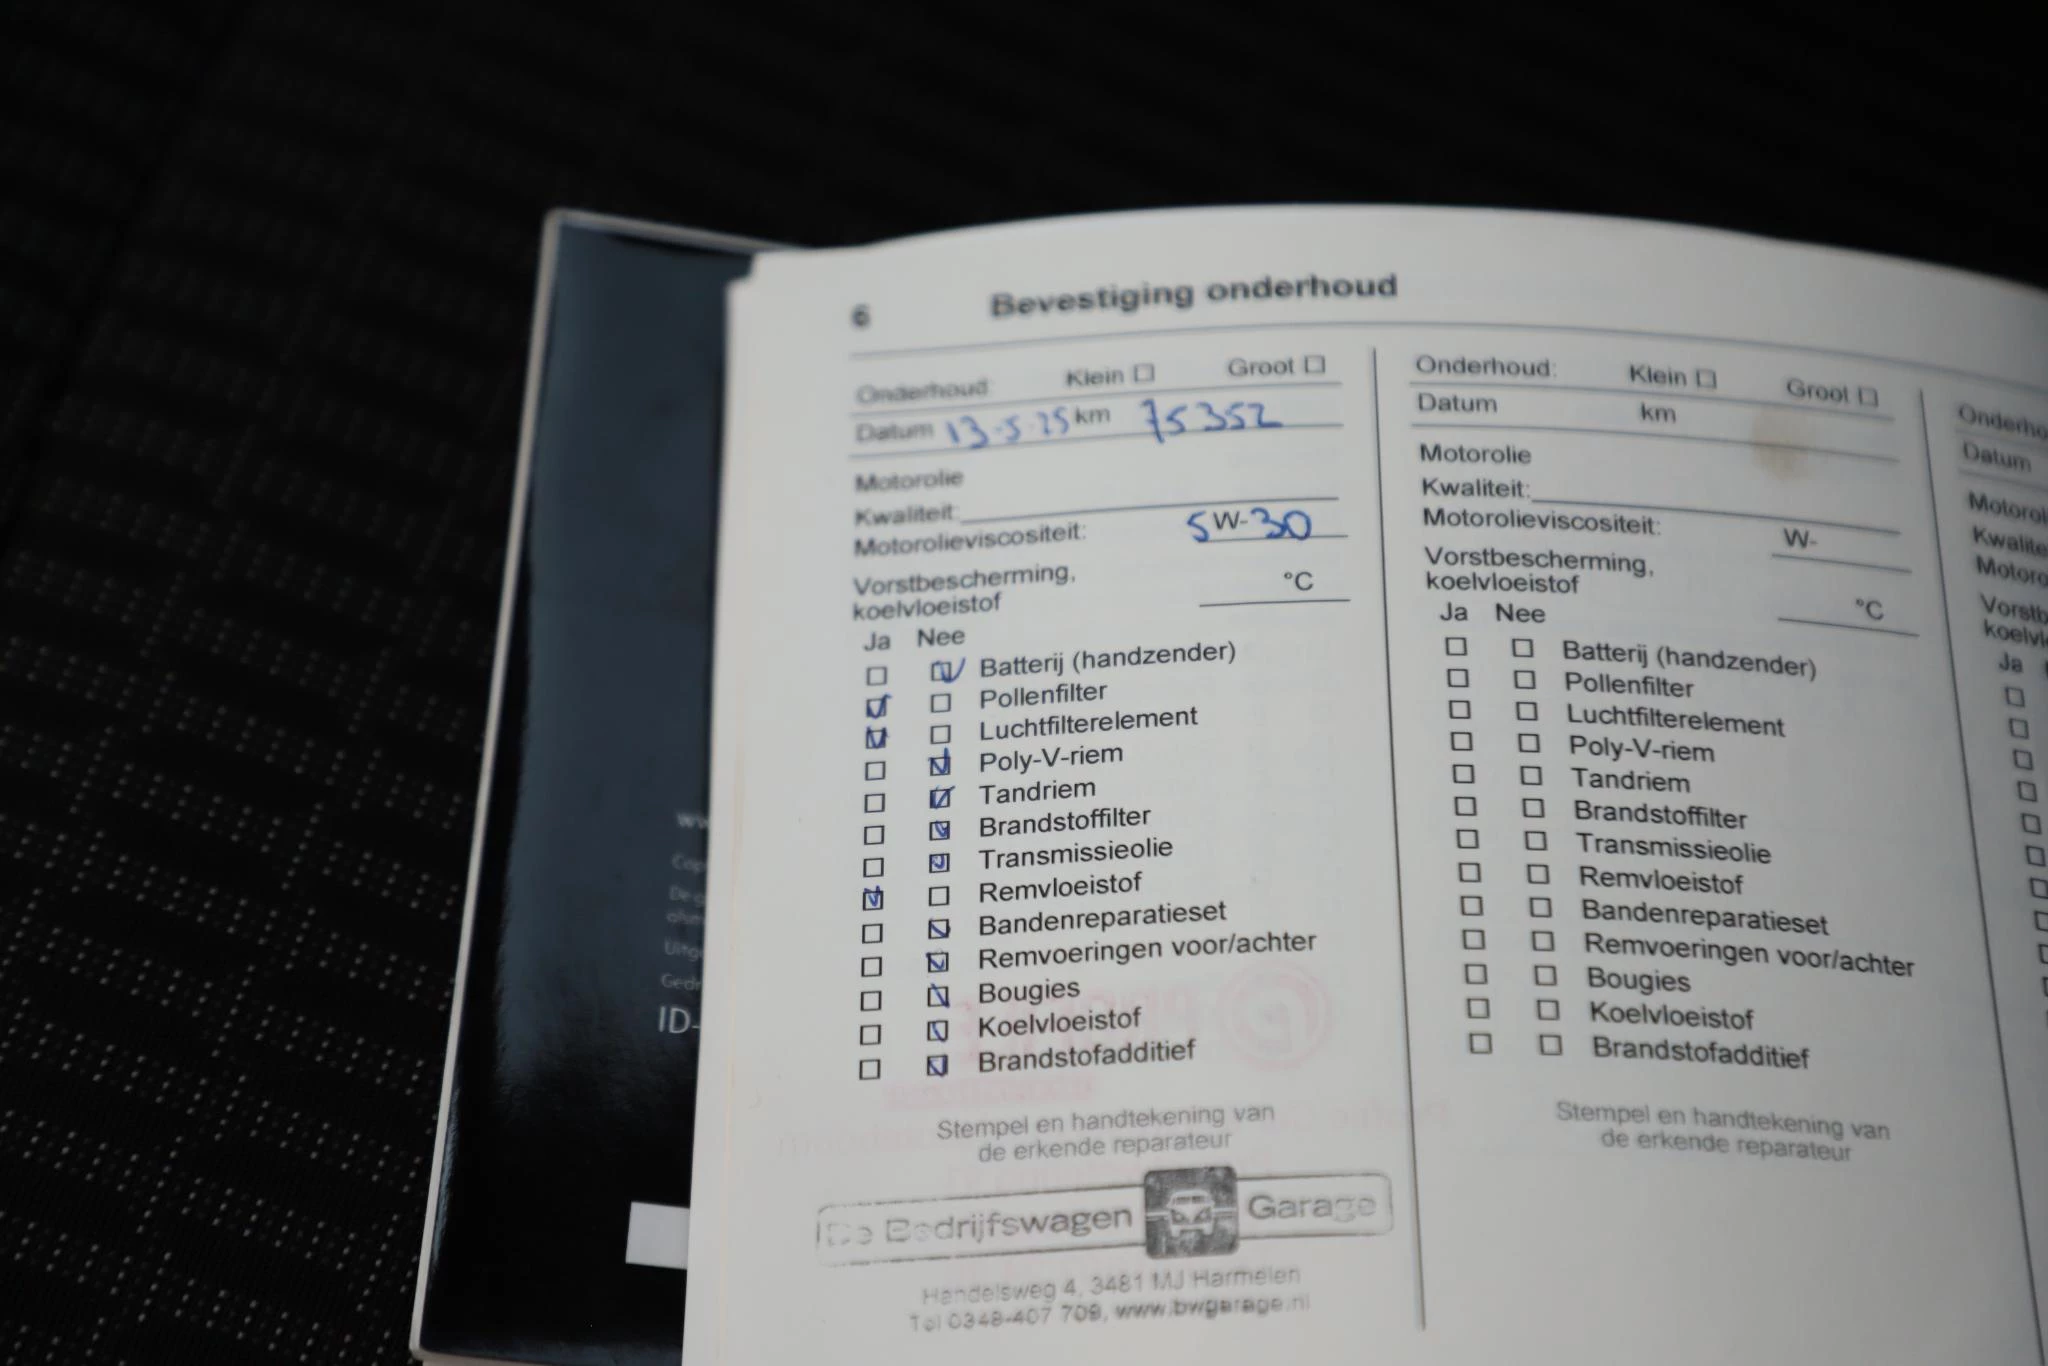 6 Bevestiging onderhoud
Onderhoud: Klein Groot
Datum 13-5-25 km 75352
Motorolie
Kwaliteit:
Motorolieviscositeit: 5W-30
Vorstbescherming,
koelvloeistof °C
Ja Nee
Batterij (handzender)
Pollenfilter
Luchtfilterelement
Poly-V-riem
Tandriem
Brandstoffilter
Transmissieolie
Remvloeistof
Bandenreparatieset
Remvoeringen voor/achter
Bougies
Koelvloeistof
Brandstofadditief
Stempel en handtekening van
de erkende reparateur
De Bedrijfswagen Garage
Handelsweg 4, 3481 MJ Harmelen
Tel 0348-407 709, www.bwgarage.nl
Onderhoud: Klein Groot
Datum km
Motorolie
Kwaliteit:
Motorolieviscositeit: W-
Vorstbescherming,
koelvloeistof °C
Ja Nee
Batterij (handzender)
Pollenfilter
Luchtfilterelement
Poly-V-riem
Tandriem
Brandstoffilter
Transmissieolie
Remvloeistof
Bandenreparatieset
Remvoeringen voor/achter
Bougies
Koelvloeistof
Brandstofadditief
Stempel en handtekening van
de erkende reparateur
Datum
Ja
ID-